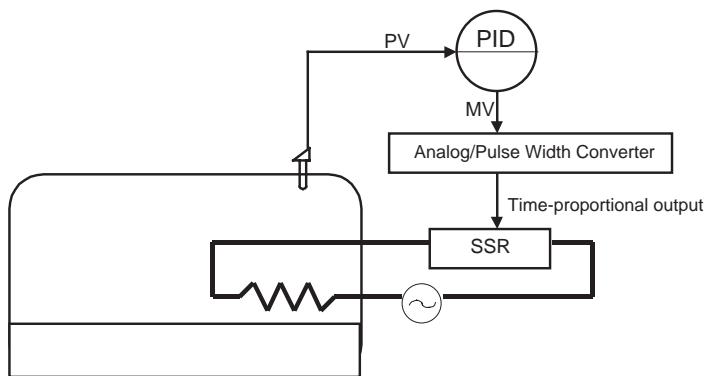 PV
PID
MV
Analog/Pulse Width Converter
Time-proportional output
SSR